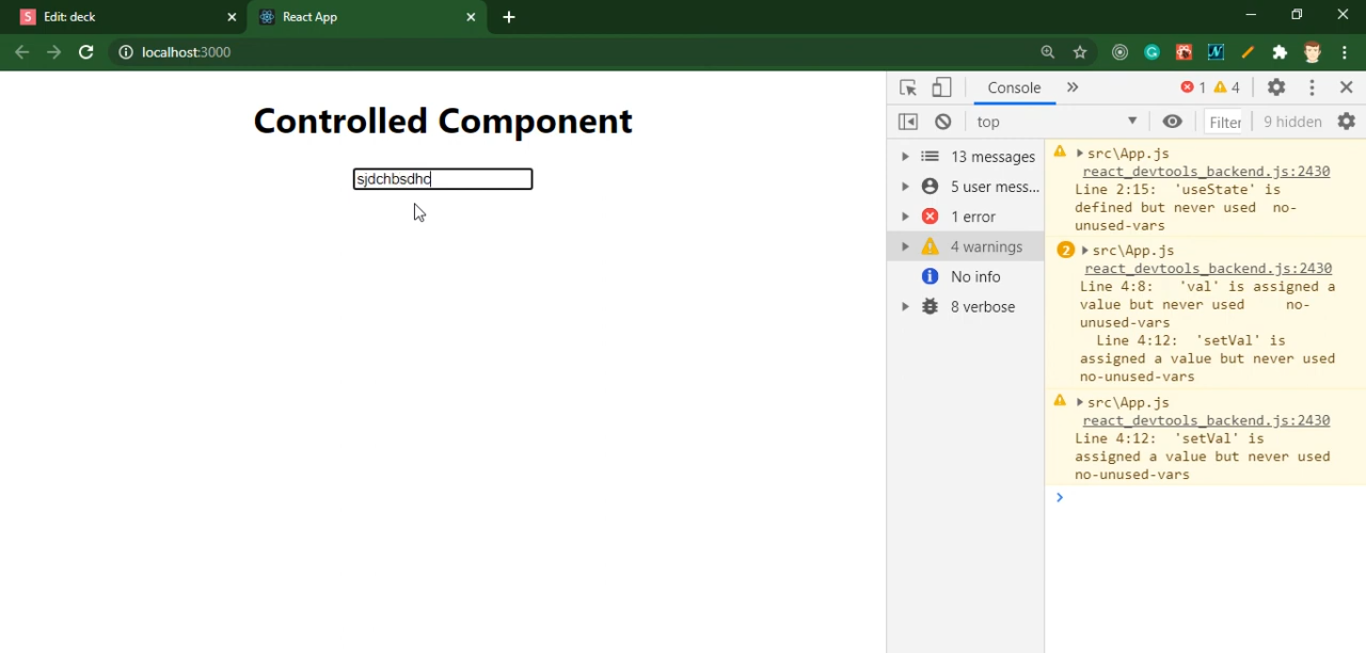 Edit: deck
React App
localhost:3000
Console
1
4
top
Filter
9 hidden
Controlled Component
sjdchbsdhc
13 messages
5 user mess...
1 error
4 warnings
No info
8 verbose
src\App.js
react_devtools_backend.js:2430
Line 2:15: 'useState' is
defined but never used no-
unused-vars
2
src\App.js
react_devtools_backend.js:2430
Line 4:8: 'val' is assigned a
value but never used no-
unused-vars
Line 4:12: 'setVal' is
assigned a value but never used
no-unused-vars
src\App.js
react_devtools_backend.js:2430
Line 4:12: 'setVal' is
assigned a value but never used
no-unused-vars